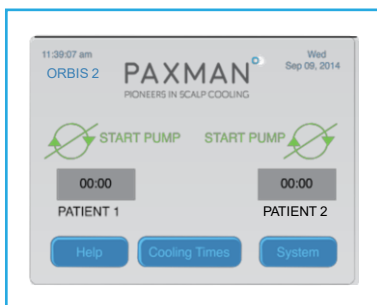 11:39:07 am
Wed
ORBIS 2
Sep 09, 2014
PAXMAN
PIONEERS IN SCALP COOLING
START PUMP
START PUMP
00:00
00:00
PATIENT 1
PATIENT 2
Help
Cooling Times
System